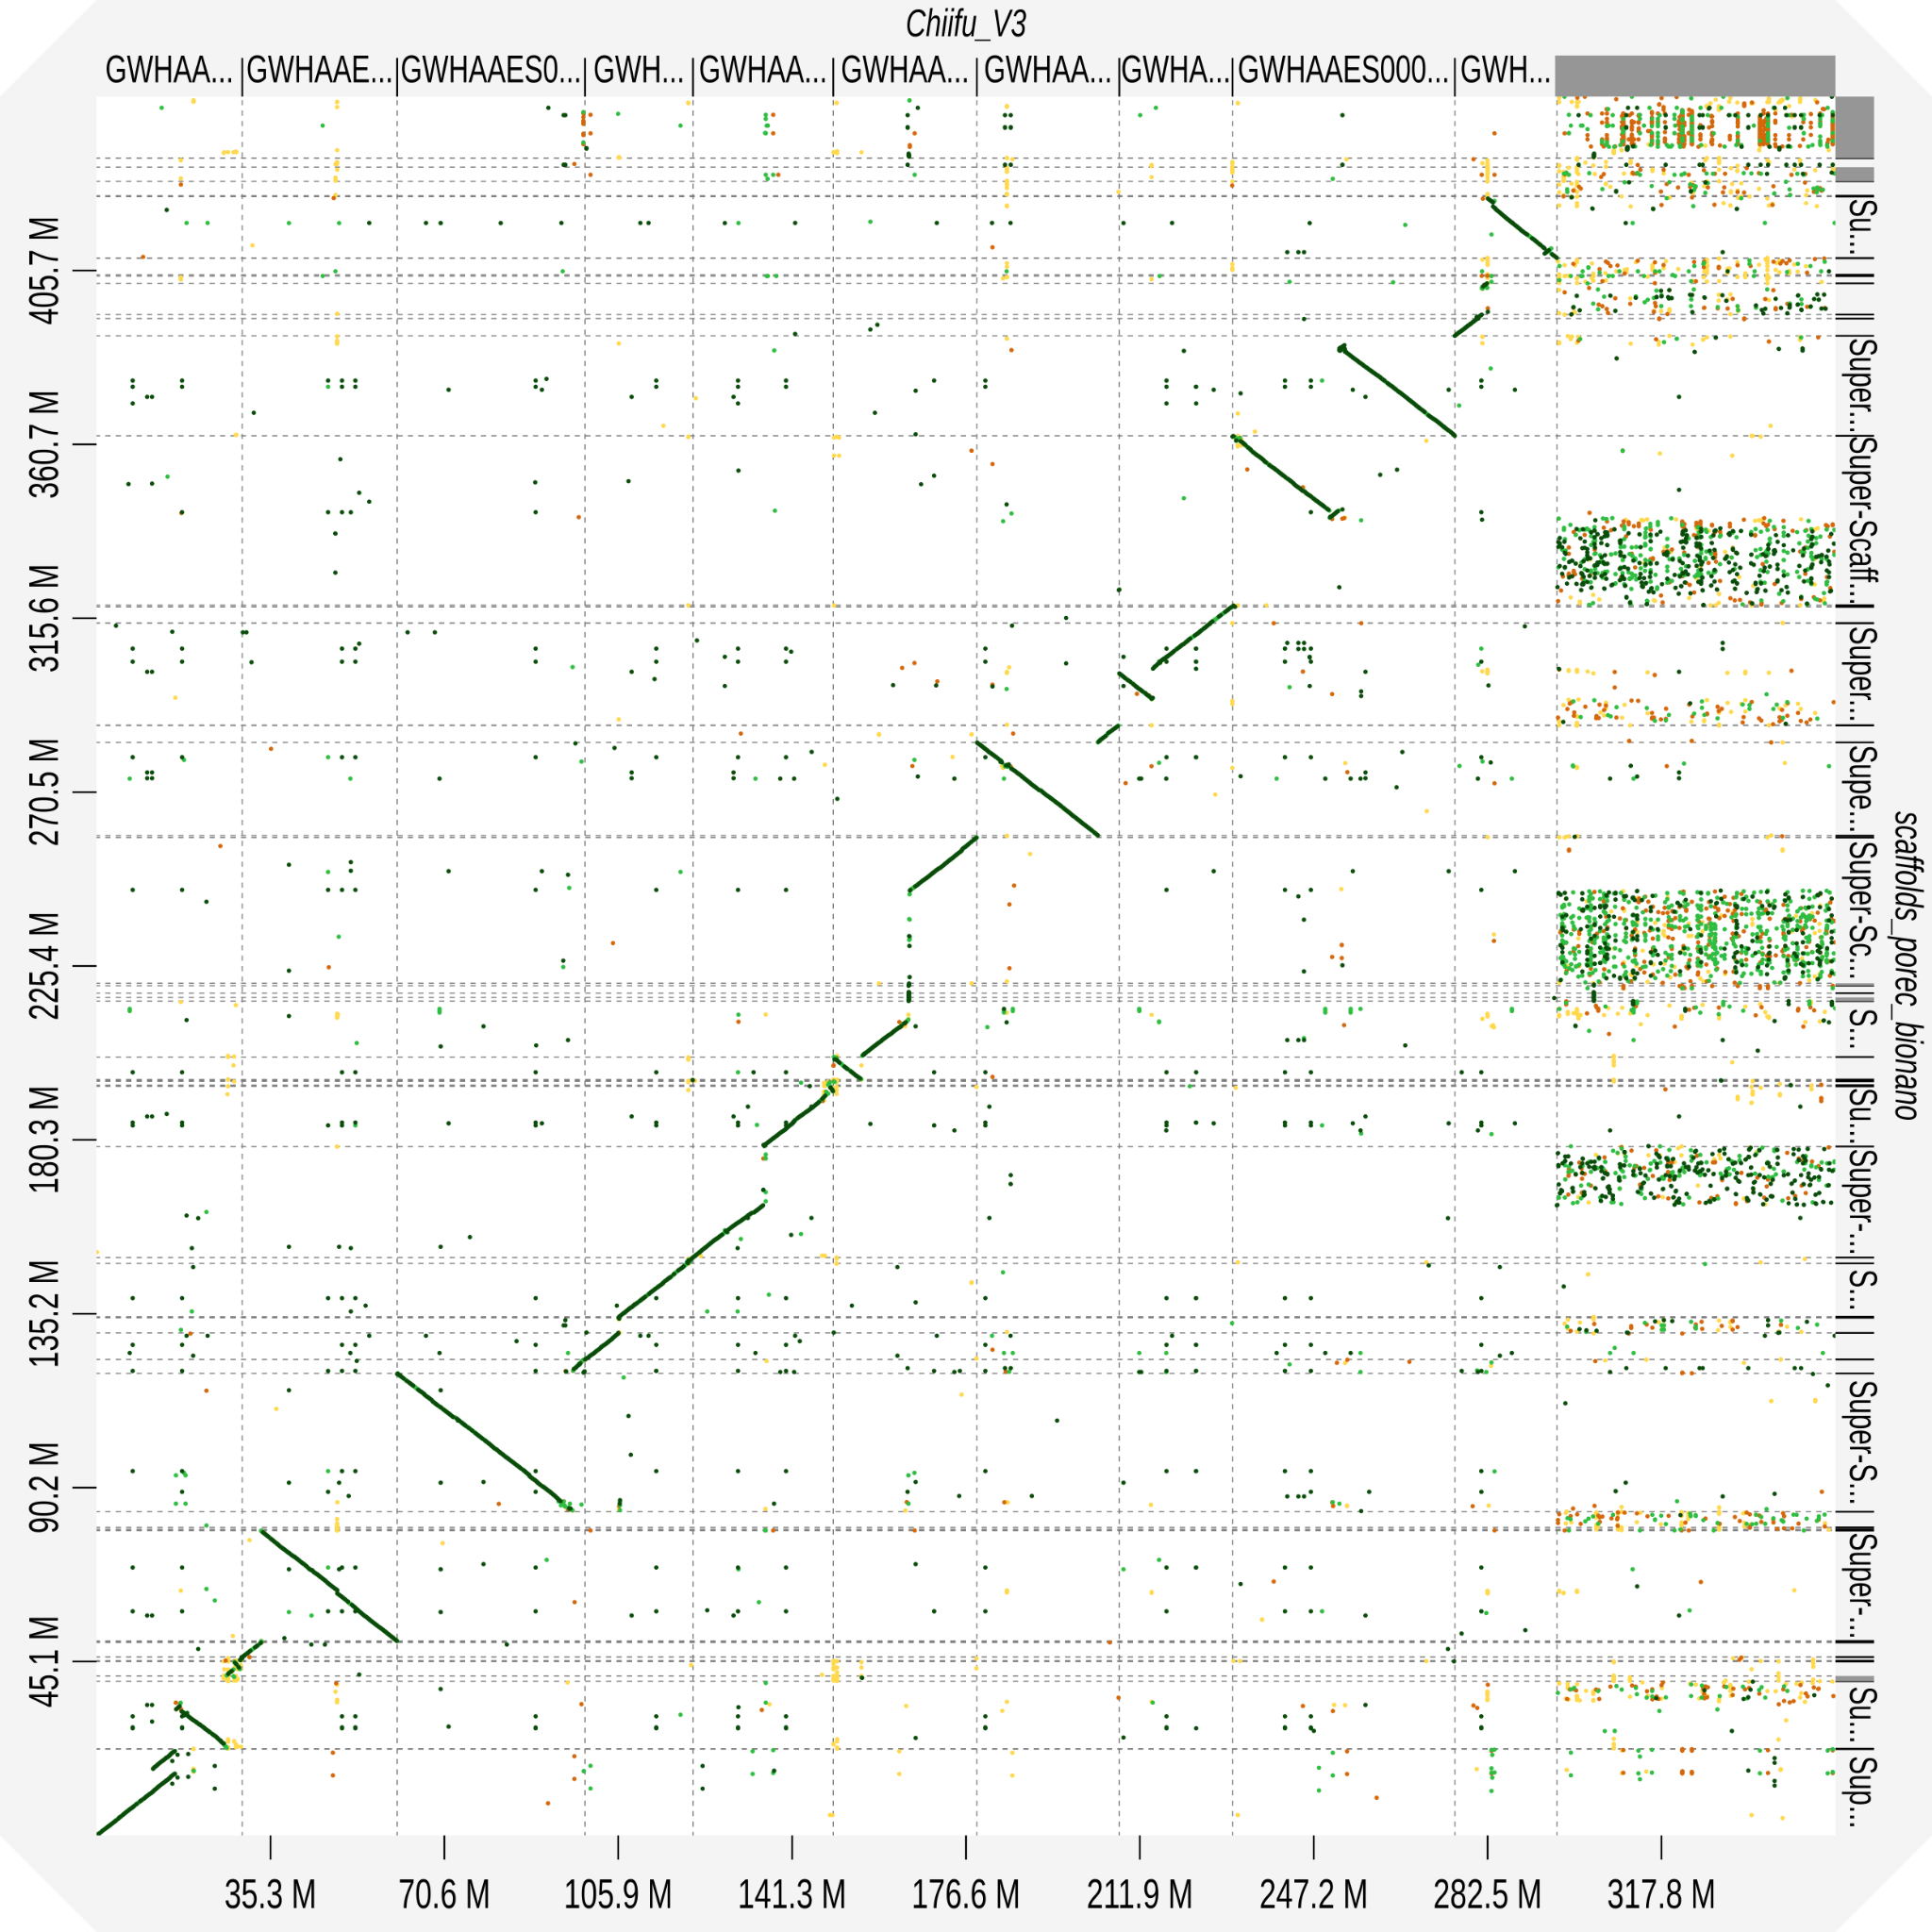 Chiifu_V3
GWHAA...
GWHAAE...
GWHAAES0...
GWH...
GWHAA...
GWHAA...
GWHAA...
GWHA...
GWHAAES000...
GWH...
405.7 M
360.7 M
315.6 M
270.5 M
225.4 M
180.3 M
135.2 M
90.2 M
45.1 M
Su...
Super...
Super-Scaff...
Super...
Supe...
Super-Sc...
S...
Su...
Super-...
S...
Super-S...
Super-...
Su...
Sup...
scaffolds_porec_bionano
35.3 M
70.6 M
105.9 M
141.3 M
176.6 M
211.9 M
247.2 M
282.5 M
317.8 M